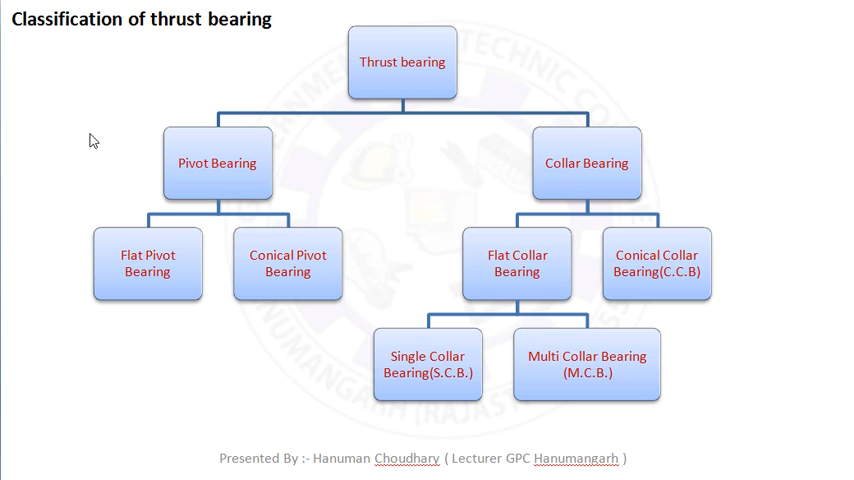 Classification of thrust bearing
Thrust bearing
Pivot Bearing
Collar Bearing
Flat Pivot
Bearing
Conical Pivot
Bearing
Flat Collar
Bearing
Conical Collar
Bearing(C.C.B)
Single Collar
Bearing(S.C.B.)
Multi Collar Bearing
(M.C.B.)
Presented By :- Hanuman Choudhary ( Lecturer GPC Hanumangarh )